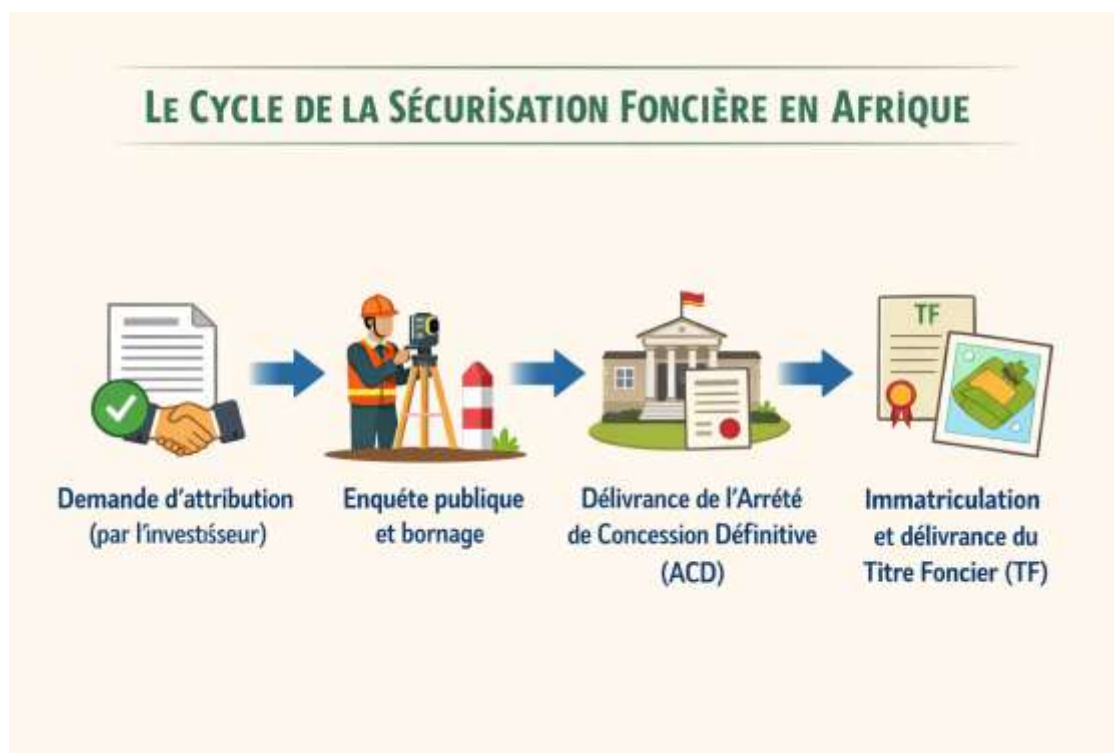 LE CYCLE DE LA SÉCURISATION FONCIÈRE EN AFRIQUE
TF
Demande d'attribution
(par l'investisseur)
Enquéte publique
et bornage
Délivrance de l'Arrété
de Concession Définitive
(ACD)
Immatriculation
et délivrance du
Titre Foncier (TF)